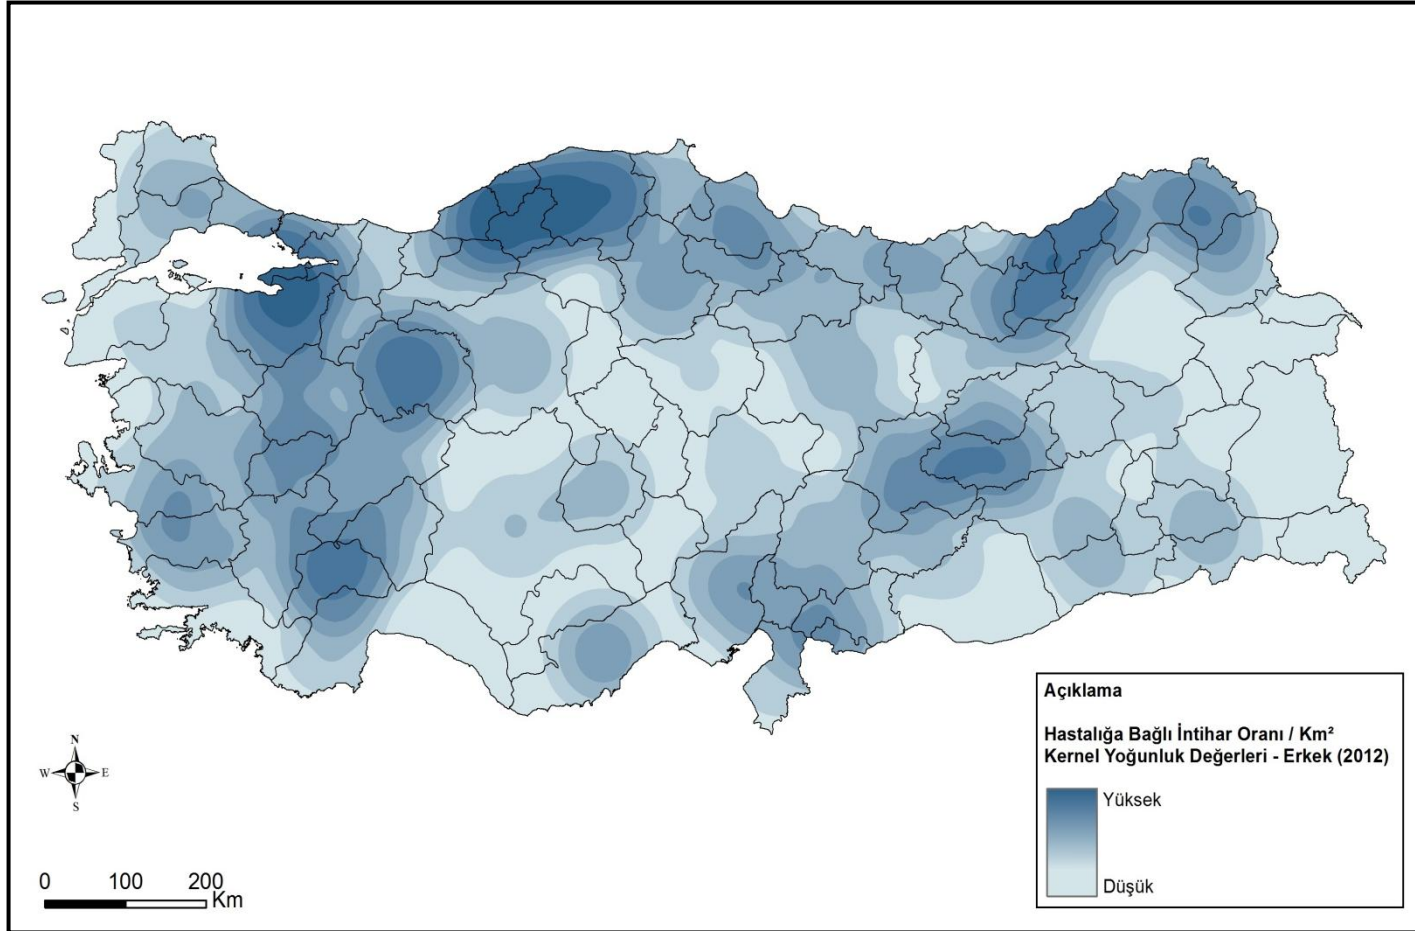 N
W E
S
0 100 200
Km
Açıklama
Hastalığa Bağlı İntihar Oranı / Km²
Kernel Yoğunluk Değerleri - Erkek (2012)
Yüksek
Düşük